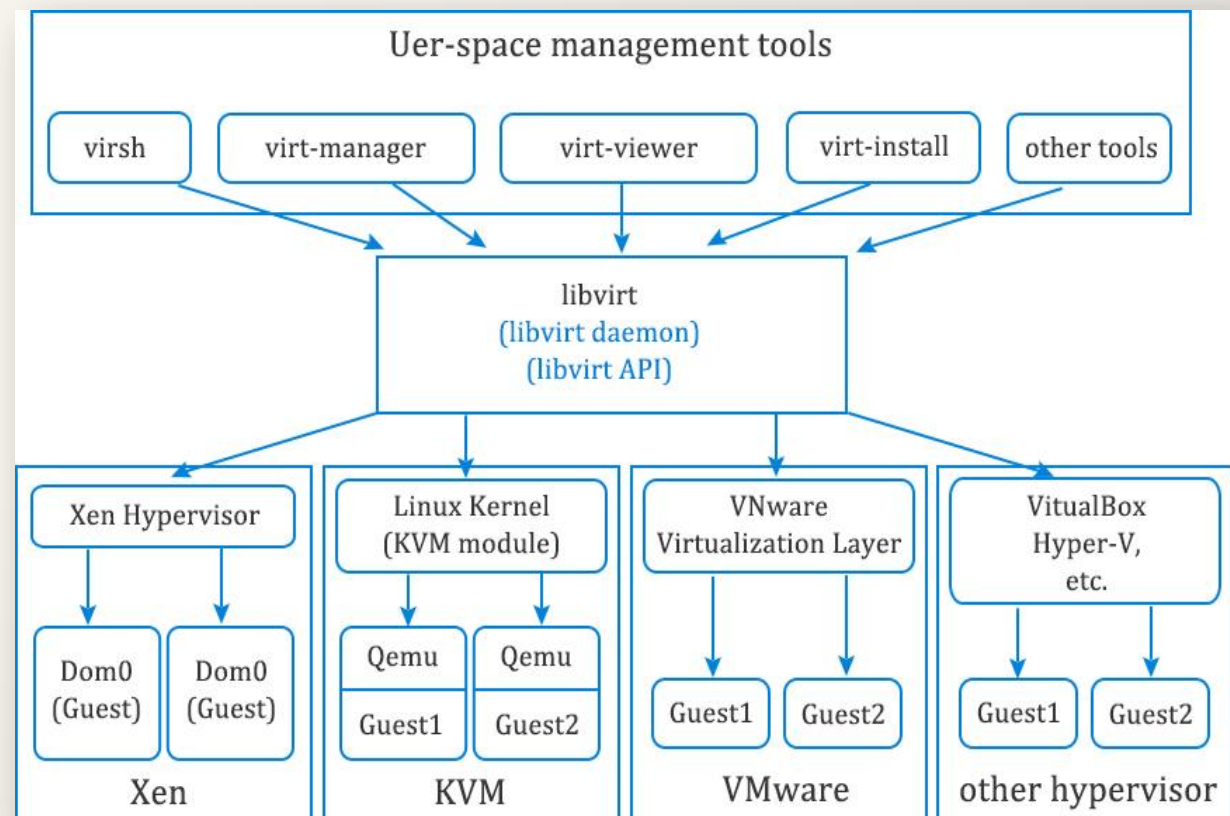 Uer-space management tools
virsh
virt-manager
virt-viewer
virt-install
other tools
libvirt
(libvirt daemon)
(libvirt API)
Xen Hypervisor
Dom0
(Guest)
Dom0
(Guest)
Xen
Linux Kernel
(KVM module)
Qemu
Guest1
Qemu
Guest2
KVM
VNware
Virtualization Layer
Guest1
Guest2
VMware
VitualBox
Hyper-V,
etc.
Guest1
Guest2
other hypervisor